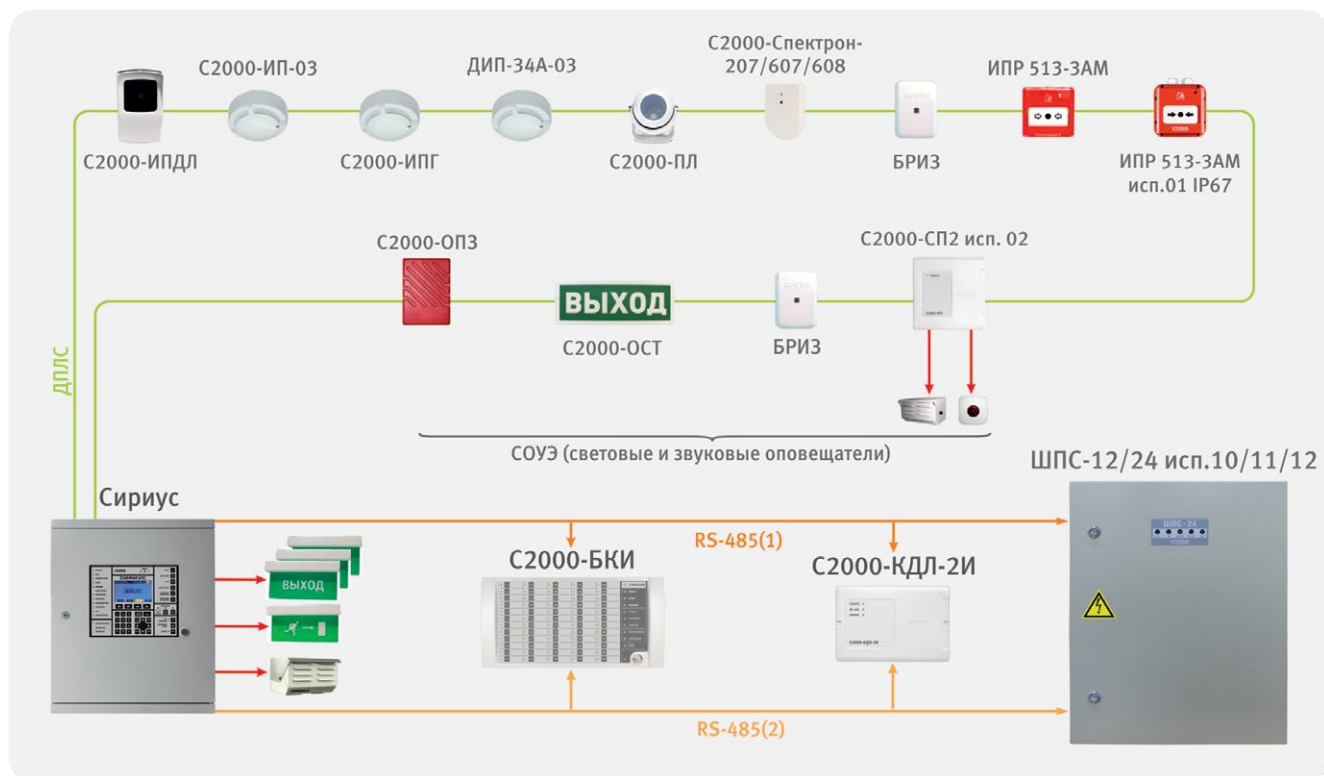 С2000-Спектрон-
207/607/608
С2000-ИП-03
ДИП-34А-03
ИПР 513-3АМ
С2000-ИПДЛ
С2000-ИПГ
С2000-ПЛ
БРИЗ
ИПР 513-3АМ
исп.01 IP67
С2000-ОПЗ
С2000-СП2 исп. 02
ВЫХОД
С2000-ОСТ
БРИЗ
ДПЛС
СОУЭ (световые и звуковые оповещатели)
ШПС-12/24 исп.10/11/12
Сириус
RS-485(1)
ШПС-24
С2000-БКИ
С2000-КДЛ-2И
СИРИУС
ВЫХОД
RS-485(2)